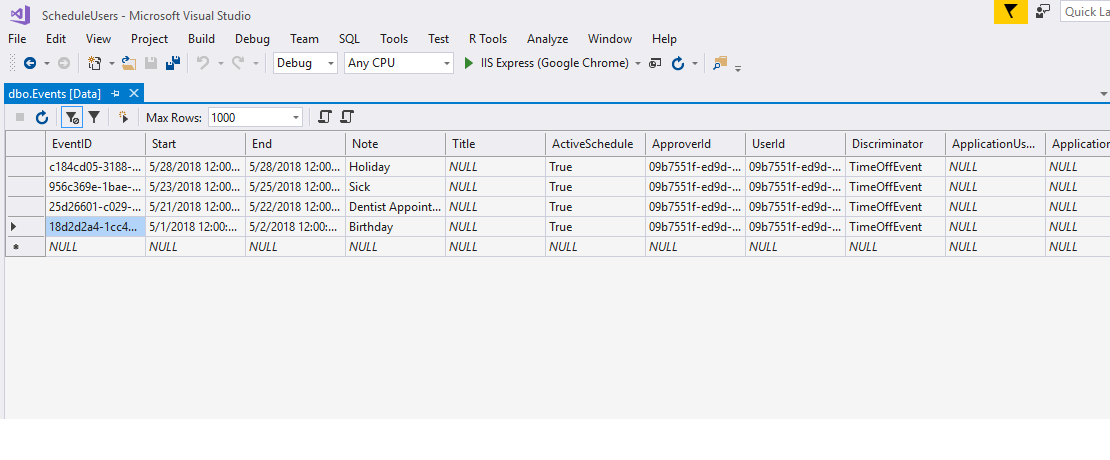 ScheduleUsers - Microsoft Visual Studio Quick La
File Edit View Project Build Debug Team SQL Tools Test R Tools Analyze Window Help
Debug Any CPU IIS Express (Google Chrome)
dbo.Events [Data]
Max Rows: 1000
EventID Start End Note Title ActiveSchedule ApproverId UserId Discriminator ApplicationUs... Application
c184cd05-3188-... 5/28/2018 12:00... 5/28/2018 12:00... Holiday NULL True 09b7551f-ed9d-... 09b7551f-ed9d-... TimeOffEvent NULL NULL
956c369e-1bae-... 5/23/2018 12:00... 5/25/2018 12:00... Sick NULL True 09b7551f-ed9d-... 09b7551f-ed9d-... TimeOffEvent NULL NULL
25d26601-c029-... 5/21/2018 12:00... 5/22/2018 12:00... Dentist Appoint... NULL True 09b7551f-ed9d-... 09b7551f-ed9d-... TimeOffEvent NULL NULL
18d2d2a4-1cc4... 5/1/2018 12:00:... 5/2/2018 12:00:... Birthday NULL True 09b7551f-ed9d-... 09b7551f-ed9d-... TimeOffEvent NULL NULL
NULL NULL NULL NULL NULL NULL NULL NULL NULL NULL NULL